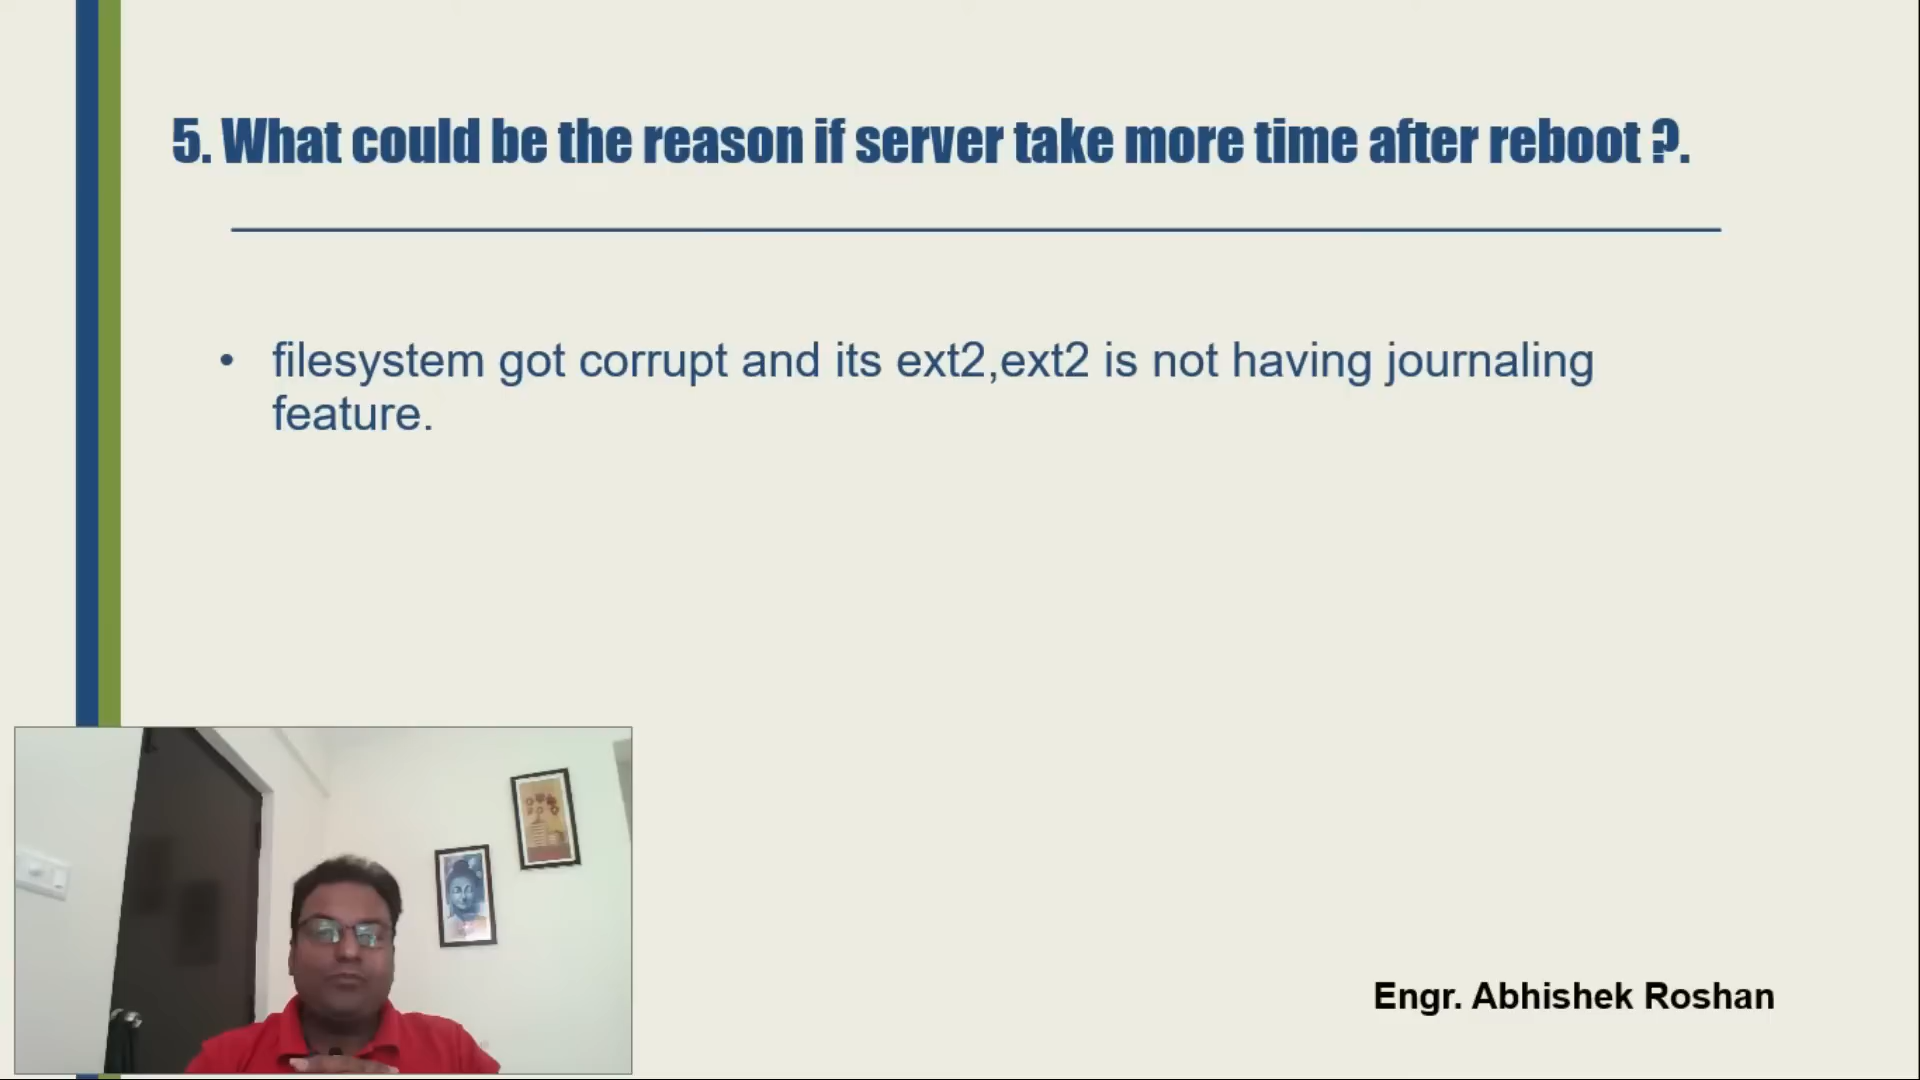 5. What could be the reason if server take more time after reboot ?.
• filesystem got corrupt and its ext2,ext2 is not having journaling
feature.
Engr. Abhishek Roshan